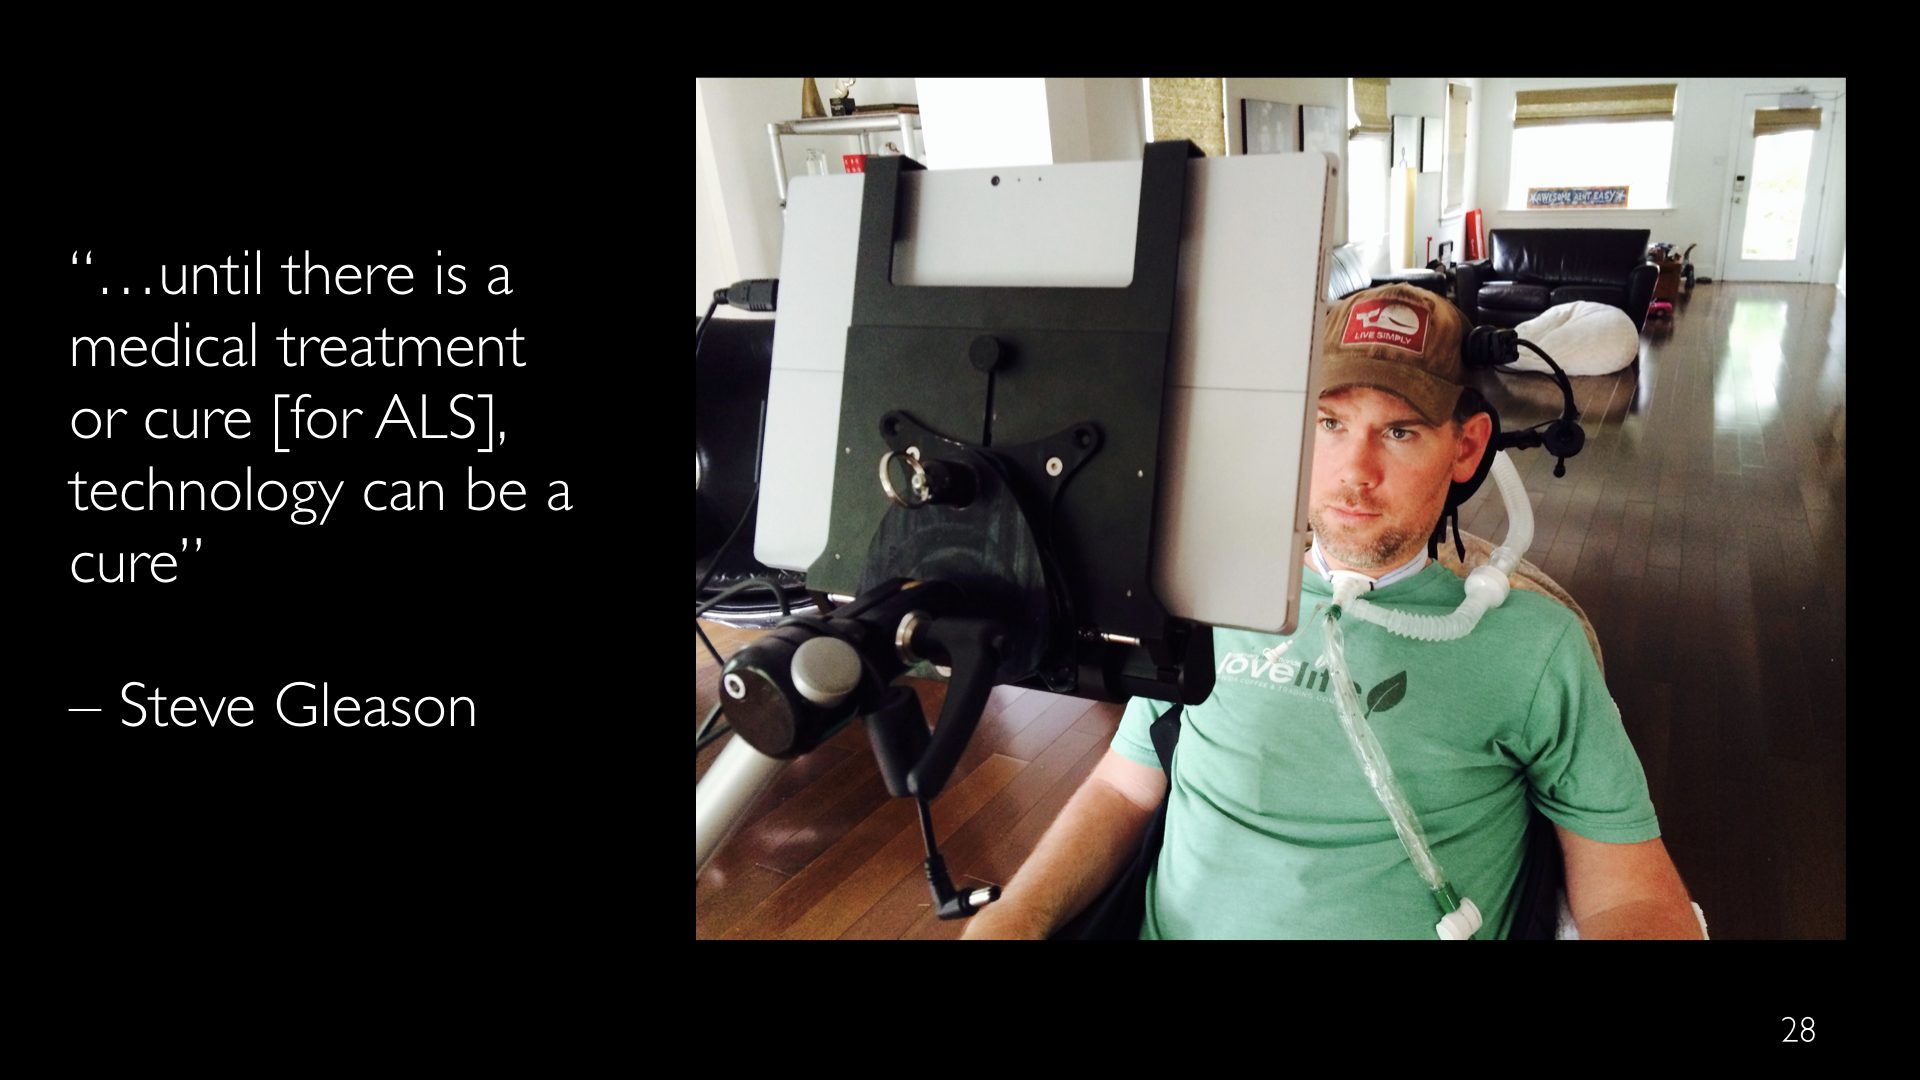 “…until there is a
medical treatment
or cure [for ALS],
technology can be a
cure”
– Steve Gleason
AWESOME AINT EASY
LIVE SIMPLY
lovelife
28